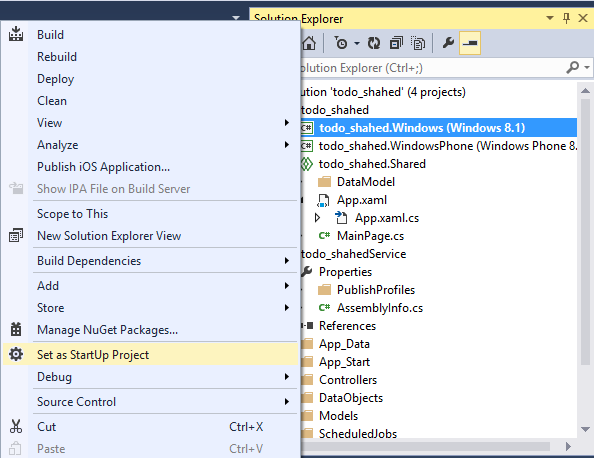 Solution Explorer
Solution Explorer (Ctrl+;)
ution 'todo_shahed' (4 projects)
todo_shahed
C# todo_shahed.Windows (Windows 8.1)
C# todo_shahed.WindowsPhone (Windows Phone 8.
todo_shahed.Shared
DataModel
App.xaml
App.xaml.cs
C# MainPage.cs
todo_shahedService
Properties
PublishProfiles
C# AssemblyInfo.cs
References
App_Data
App_Start
Controllers
DataObjects
Models
ScheduledJobs
Build
Rebuild
Deploy
Clean
View
Analyze
Publish iOS Application...
Show IPA File on Build Server
Scope to This
New Solution Explorer View
Build Dependencies
Add
Store
Manage NuGet Packages...
Set as StartUp Project
Debug
Source Control
Cut Ctrl+X
Paste Ctrl+V